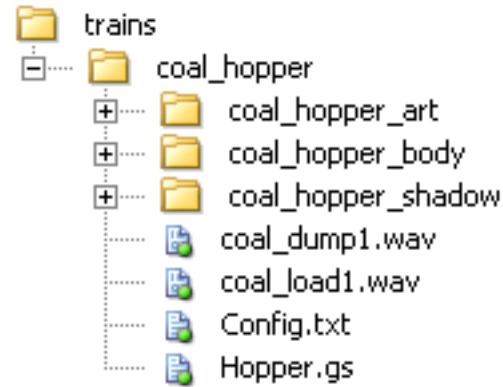 trains
coal_hopper
coal_hopper_art
coal_hopper_body
coal_hopper_shadow
coal_dump1.wav
coal_load1.wav
Config.txt
Hopper.gs